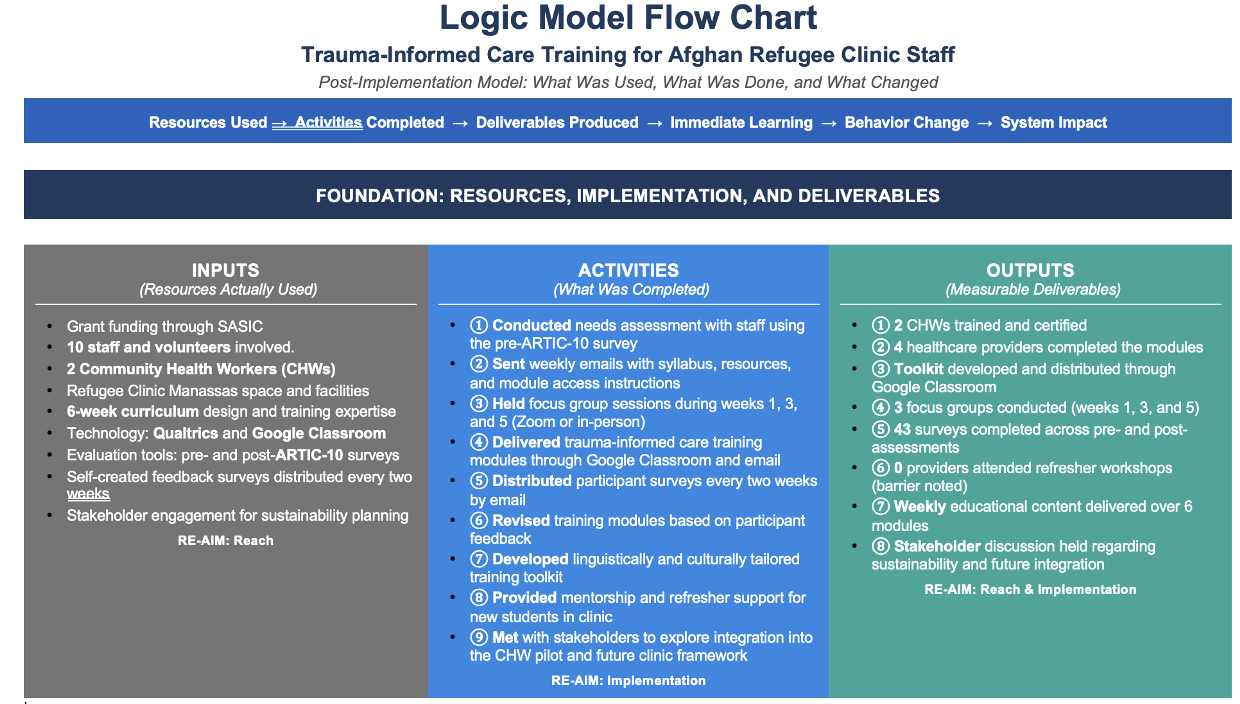 Logic Model Flow Chart
Trauma-Informed Care Training for Afghan Refugee Clinic Staff
Post-Implementation Model: What Was Used, What Was Done, and What Changed
Resources Used → Activities Completed → Deliverables Produced → Immediate Learning → Behavior Change → System Impact
FOUNDATION: RESOURCES, IMPLEMENTATION, AND DELIVERABLES
INPUTS
(Resources Actually Used)
• Grant funding through SASIC
• 10 staff and volunteers involved.
• 2 Community Health Workers (CHWs)
• Refugee Clinic Manassas space and facilities
• 6-week curriculum design and training expertise
• Technology: Qualtrics and Google Classroom
• Evaluation tools: pre- and post-ARTIC-10 surveys
• Self-created feedback surveys distributed every two
weeks
• Stakeholder engagement for sustainability planning
RE-AIM: Reach
ACTIVITIES
(What Was Completed)
• ① Conducted needs assessment with staff using
the pre-ARTIC-10 survey
• ② Sent weekly emails with syllabus, resources,
and module access instructions
• ③ Held focus group sessions during weeks 1, 3,
and 5 (Zoom or in-person)
• ④ Delivered trauma-informed care training
modules through Google Classroom and email
• ⑤ Distributed participant surveys every two weeks
by email
• ⑥ Revised training modules based on participant
feedback
• ⑦ Developed linguistically and culturally tailored
training toolkit
• ⑧ Provided mentorship and refresher support for
new students in clinic
• ⑨ Met with stakeholders to explore integration into
the CHW pilot and future clinic framework
RE-AIM: Implementation
OUTPUTS
(Measurable Deliverables)
• ① 2 CHWs trained and certified
• ② 4 healthcare providers completed the modules
• ③ Toolkit developed and distributed through
Google Classroom
• ④ 3 focus groups conducted (weeks 1, 3, and 5)
• ⑤ 43 surveys completed across pre- and post-
assessments
• ⑥ 0 providers attended refresher workshops
(barrier noted)
• ⑦ Weekly educational content delivered over 6
modules
• ⑧ Stakeholder discussion held regarding
sustainability and future integration
RE-AIM: Reach & Implementation